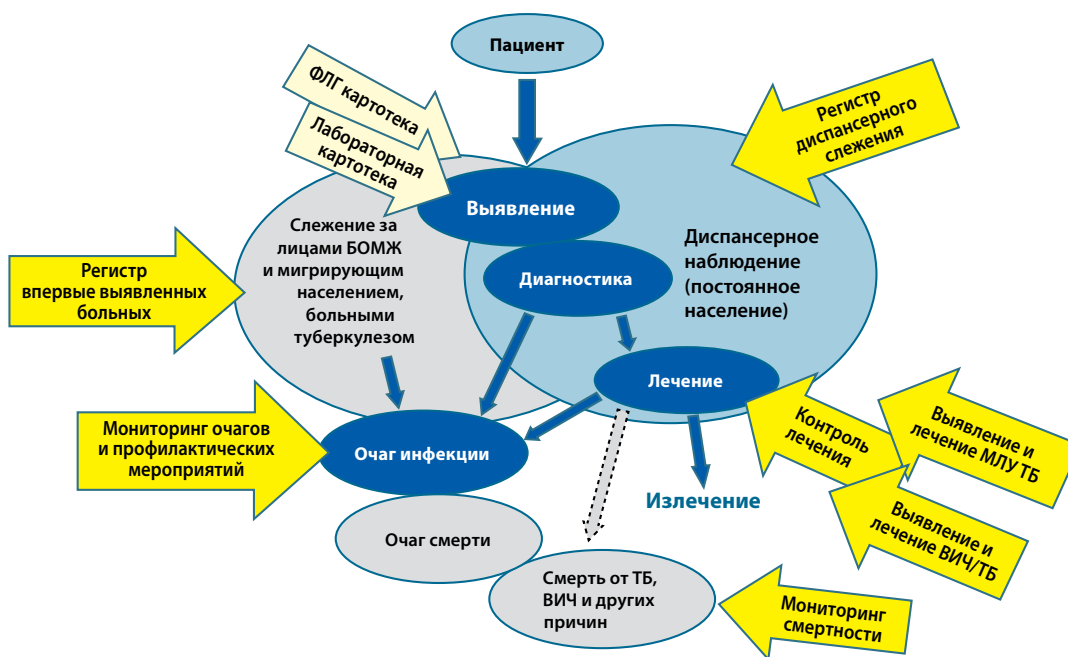 Пациент
ФЛГ картотека
Лабораторная
картотека
Регистр
диспансерного
слежения
Выявление
Слежение за
лицами БОМЖ
и мигрирующим
населением,
больными
туберкулезом
Диагностика
Диспансерное
наблюдение
(постоянное
население)
Регистр
впервые выявленных
больных
Лечение
Мониторинг очагов
и профилактических
мероприятий
Очаг инфекции
Контроль
лечения
Выявление и
лечение МЛУ ТБ
Излечение
Выявление и
лечение ВИЧ/ТБ
Очаг смерти
Смерть от ТБ,
ВИЧ и других
причин
Мониторинг
смертности